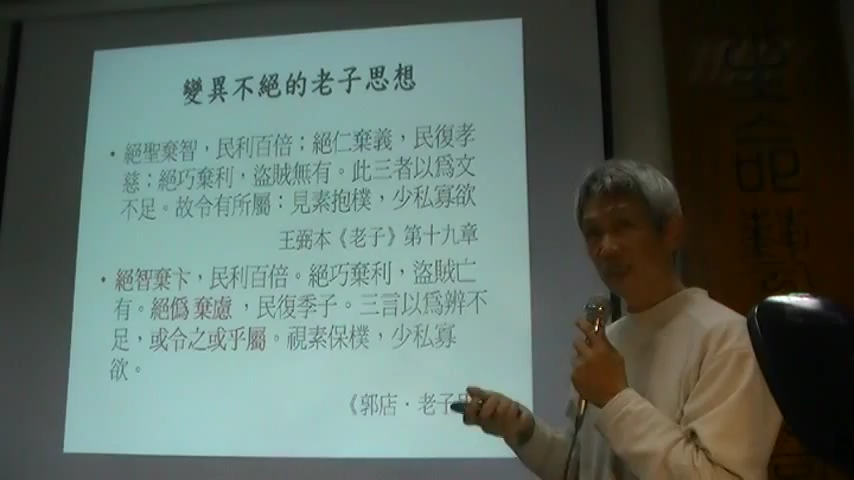 變異不絕的老子思想
• 絕聖棄智，民利百倍；絕仁棄義，民復孝
慈；絕巧棄利，盜賊無有。此三者以為文
不足。故令有所屬：見素抱樸，少私寡欲
王弼本《老子》第十九章
• 絕智棄卞，民利百倍。絕巧棄利，盜賊亡
有。絕偽棄慮，民復季子。三言以為辨不
足，或令之或乎屬。視素保樸，少私寡
欲。
《郭店．老子
生命